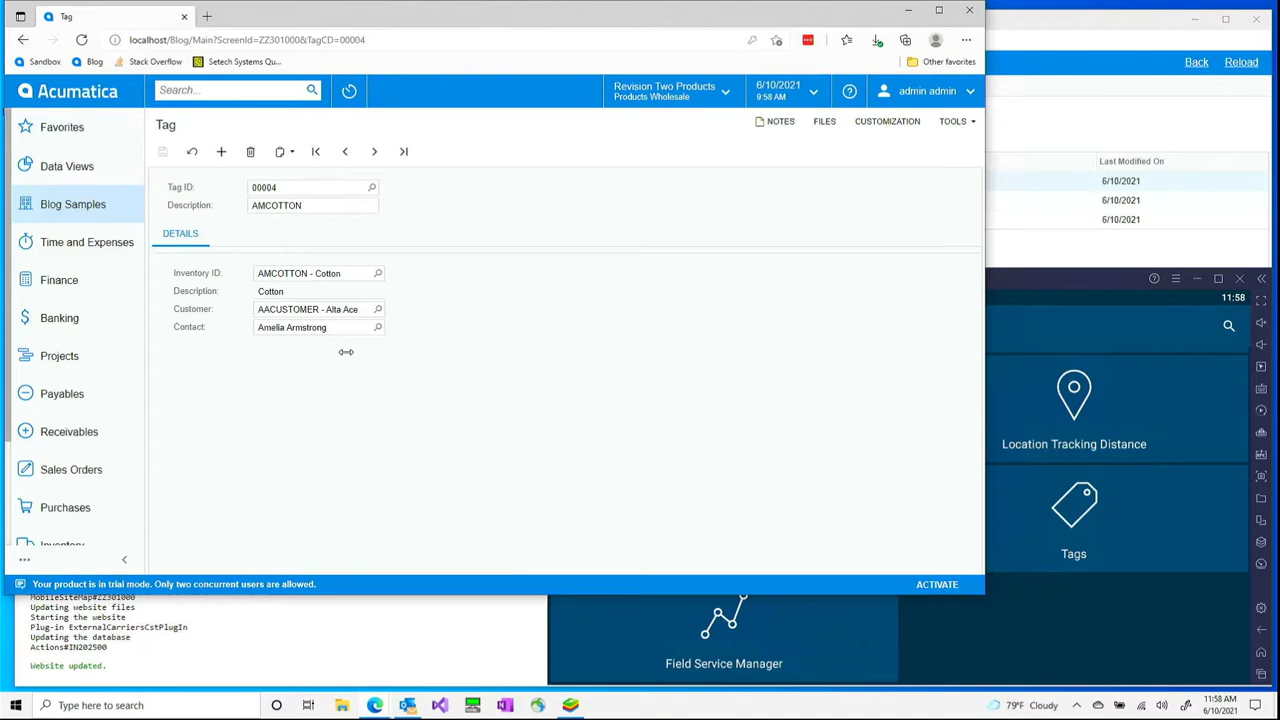 Tag
localhost/Blog/Main?ScreenId=ZZ301000&TagCD=00004
Sandbox
Blog
Stack Overflow
Setech Systems Qu...
Other favorites
Back
Reload
Acumatica
Search...
Revision Two Products
Products Wholesale
6/10/2021
9:58 AM
admin admin
Favorites
Data Views
Blog Samples
Time and Expenses
Finance
Banking
Projects
Payables
Receivables
Sales Orders
Purchases
Inventory
Tag
NOTES
FILES
CUSTOMIZATION
TOOLS
Tag ID:
00004
Description:
AMCOTTON
DETAILS
Inventory ID:
AMCOTTON - Cotton
Description:
Cotton
Customer:
AACUSTOMER - Alta Ace
Contact:
Amelia Armstrong
Last Modified On
6/10/2021
6/10/2021
6/10/2021
11:58
Location Tracking Distance
Tags
Field Service Manager
Your product is in trial mode. Only two concurrent users are allowed.
ACTIVATE
MobileSiteMap#ZZ301000
Updating website files
Starting the website
Plug-in ExternalCarriersCstPlugIn
Updating the database
Actions#IN202500
Website updated.
Type here to search
79°F Cloudy
11:58 AM
6/10/2021